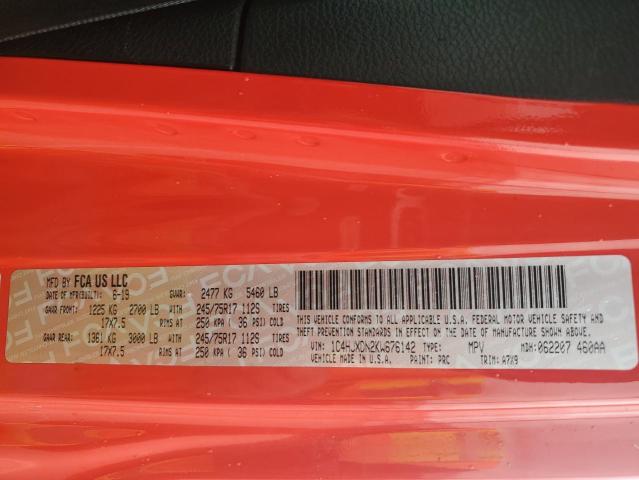 MFD BY FCA US LLC
DATE OF MFR(BUILT): 6-19 GVWR: 2477 KG 5460 LB
GAWR FRONT: 1225 KG 2700 LB 245/75R17 112S TIRES
17X7.5 RIMS AT 250 KPA ( 36 PSI) COLD
GAWR REAR: 1361 KG 3000 LB 245/75R17 112S TIRES
17X7.5 RIMS AT 250 KPA ( 36 PSI) COLD
THIS VEHICLE CONFORMS TO ALL APPLICABLE U.S.A. FEDERAL MOTOR VEHICLE SAFETY AND
THEFT PREVENTION STANDARDS IN EFFECT ON THE DATE OF MANUFACTURE SHOWN ABOVE.
VIN: 1C4HJXDN2KW676142 MPV MDH: 062207 460AA
VEHICLE MADE IN U.S.A. PAINT: PRC TRIM: A7X9